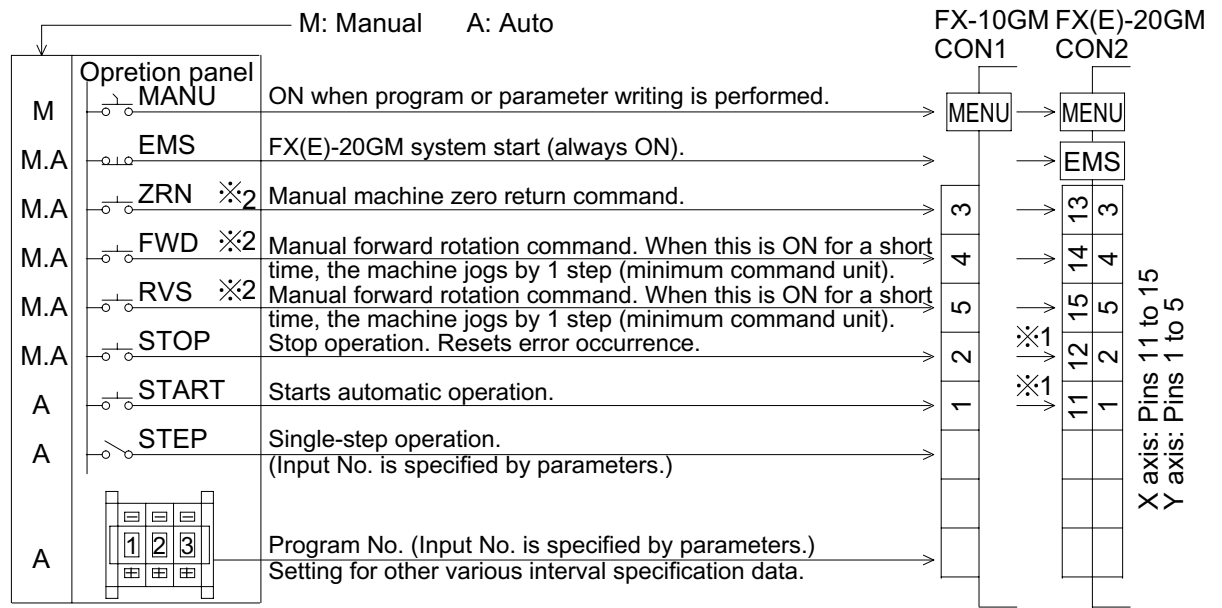 M: Manual A: Auto
FX-10GM FX(E)-20GM
CON1 CON2
Opretion panel
M MANU ON when program or parameter writing is performed. MENU MENU
M.A EMS FX(E)-20GM system start (always ON). EMS
M.A ZRN ※2 Manual machine zero return command. 3 13 3
M.A FWD ※2 Manual forward rotation command. When this is ON for a short
time, the machine jogs by 1 step (minimum command unit). 4 14 4
M.A RVS ※2 Manual forward rotation command. When this is ON for a short
time, the machine jogs by 1 step (minimum command unit). 5 15 5
M.A STOP Stop operation. Resets error occurrence. 2 ※1 12 2
A START Starts automatic operation. 1 ※1 11 1
A STEP Single-step operation.
(Input No. is specified by parameters.)
A 1 2 3 Program No. (Input No. is specified by parameters.)
Setting for other various interval specification data.
X axis: Pins 11 to 15
Y axis: Pins 1 to 5